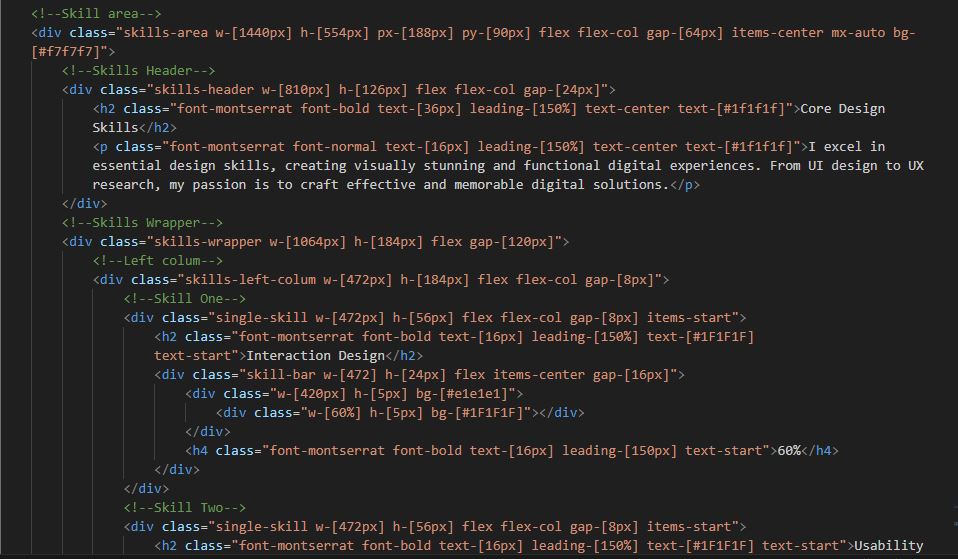 <!--Skill area-->
<div class="skills-area w-[1440px] h-[554px] px-[188px] py-[90px] flex flex-col gap-[64px] items-center mx-auto bg-
[#f7f7f7]">
<!--Skills Header-->
<div class="skills-header w-[810px] h-[126px] flex flex-col gap-[24px]">
<h2 class="font-montserrat font-bold text-[36px] leading-[150%] text-center text-[#1f1f1f]">Core Design
Skills</h2>
<p class="font-montserrat font-normal text-[16px] leading-[150%] text-center text-[#1f1f1f]">I excel in
essential design skills, creating visually stunning and functional digital experiences. From UI design to UX
research, my passion is to craft effective and memorable digital solutions.</p>
</div>
<!--Skills Wrapper-->
<div class="skills-wrapper w-[1064px] h-[184px] flex gap-[120px]">
<!--Left colum-->
<div class="skills-left-colum w-[472px] h-[184px] flex flex-col gap-[8px]">
<!--Skill One-->
<div class="single-skill w-[472px] h-[56px] flex flex-col gap-[8px] items-start">
<h2 class="font-montserrat font-bold text-[16px] leading-[150%] text-[#1F1F1F]
text-start">Interaction Design</h2>
<div class="skill-bar w-[472] h-[24px] flex items-center gap-[16px]">
<div class="w-[420px] h-[5px] bg-[#e1e1e1]">
<div class="w-[60%] h-[5px] bg-[#1F1F1F]"></div>
</div>
<h4 class="font-montserrat font-bold text-[16px] leading-[150px] text-start">60%</h4>
</div>
</div>
<!--Skill Two-->
<div class="single-skill w-[472px] h-[56px] flex flex-col gap-[8px] items-start">
<h2 class="font-montserrat font-bold text-[16px] leading-[150%] text-[#1F1F1F] text-start">Usability